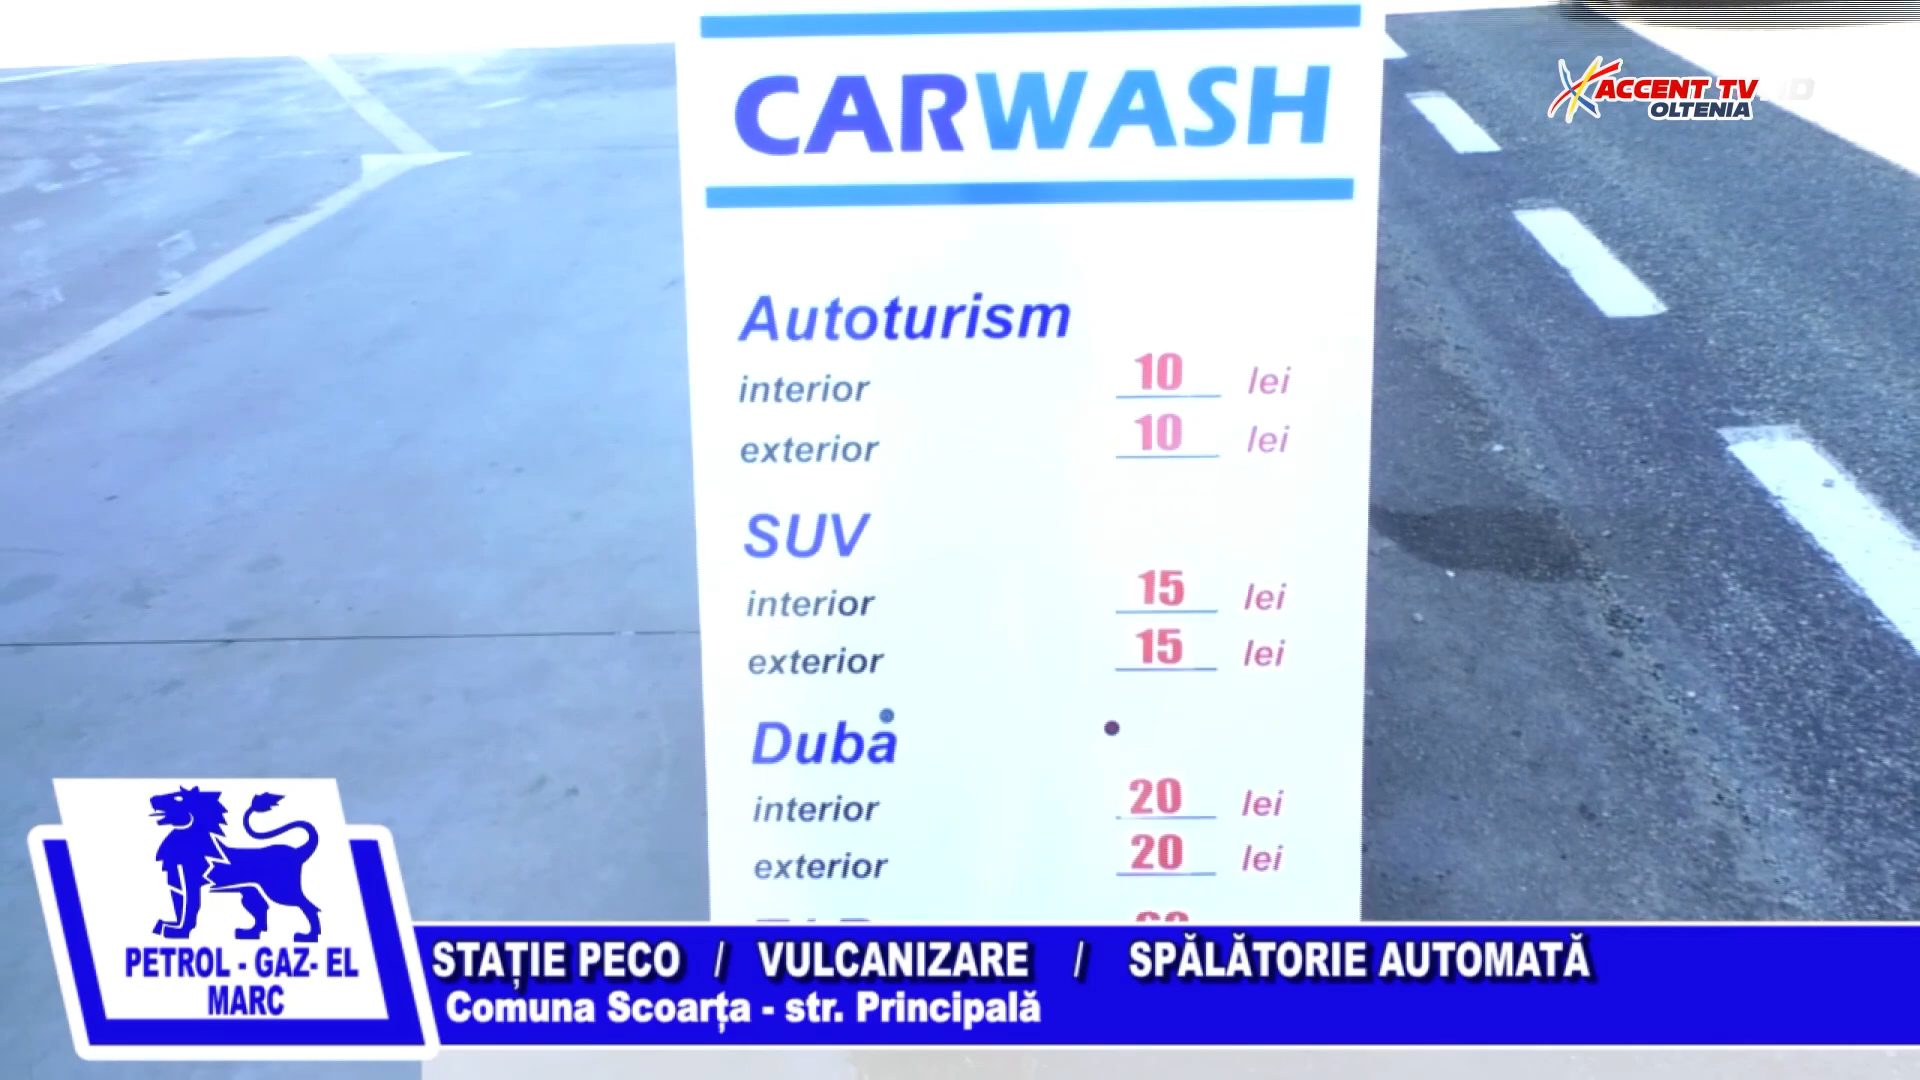 CARWASH
ACCENT TV
OLTENIA
Autoturism
interior 10 lei
exterior 10 lei
SUV
interior 15 lei
exterior 15 lei
Duba
interior 20 lei
exterior 20 lei
PETROL - GAZ- EL
MARC
STAȚIE PECO / VULCANIZARE / SPĂLĂTORIE AUTOMATĂ
Comuna Scoarța - str. Principală